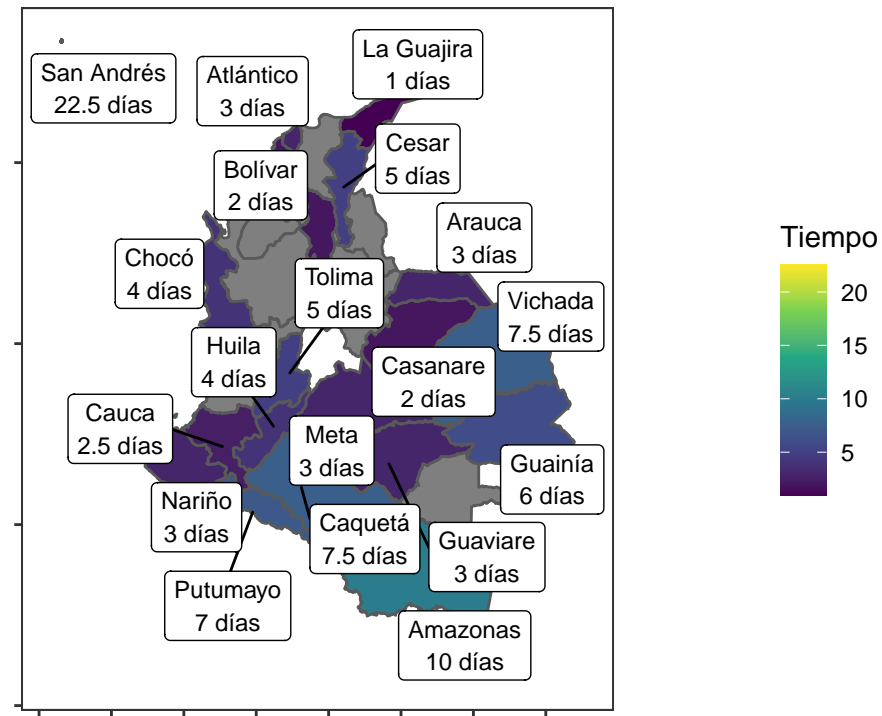 La Guajira
1 días
San Andrés
22.5 días
Atlántico
3 días
Cesar
5 días
Bolívar
2 días
Arauca
3 días
Chocó
4 días
Tolima
5 días
Vichada
7.5 días
Huila
4 días
Casanare
2 días
Cauca
2.5 días
Meta
3 días
Guainía
6 días
Nariño
3 días
Caquetá
7.5 días
Guaviare
3 días
Putumayo
7 días
Amazonas
10 días
Tiempo
20
15
10
5